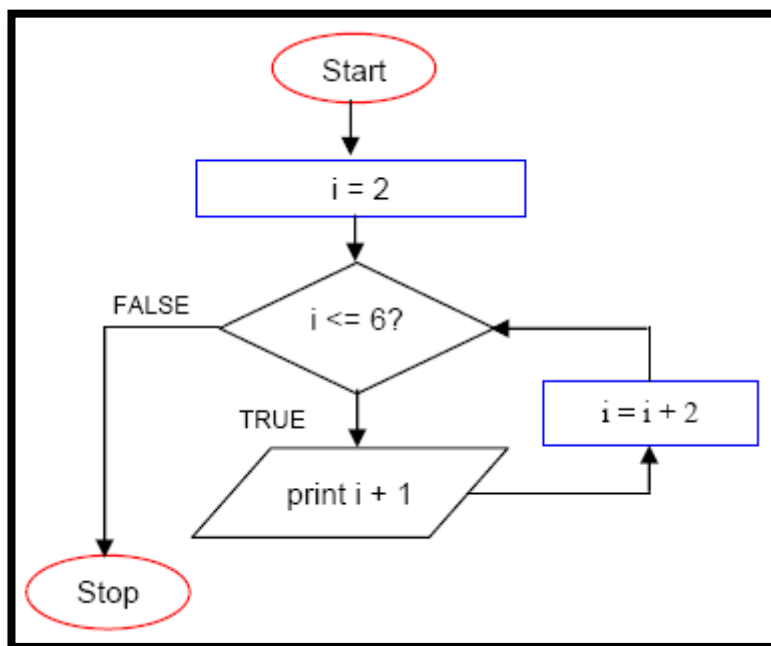 Start
i = 2
i <= 6?
FALSE
TRUE
i = i + 2
print i + 1
Stop